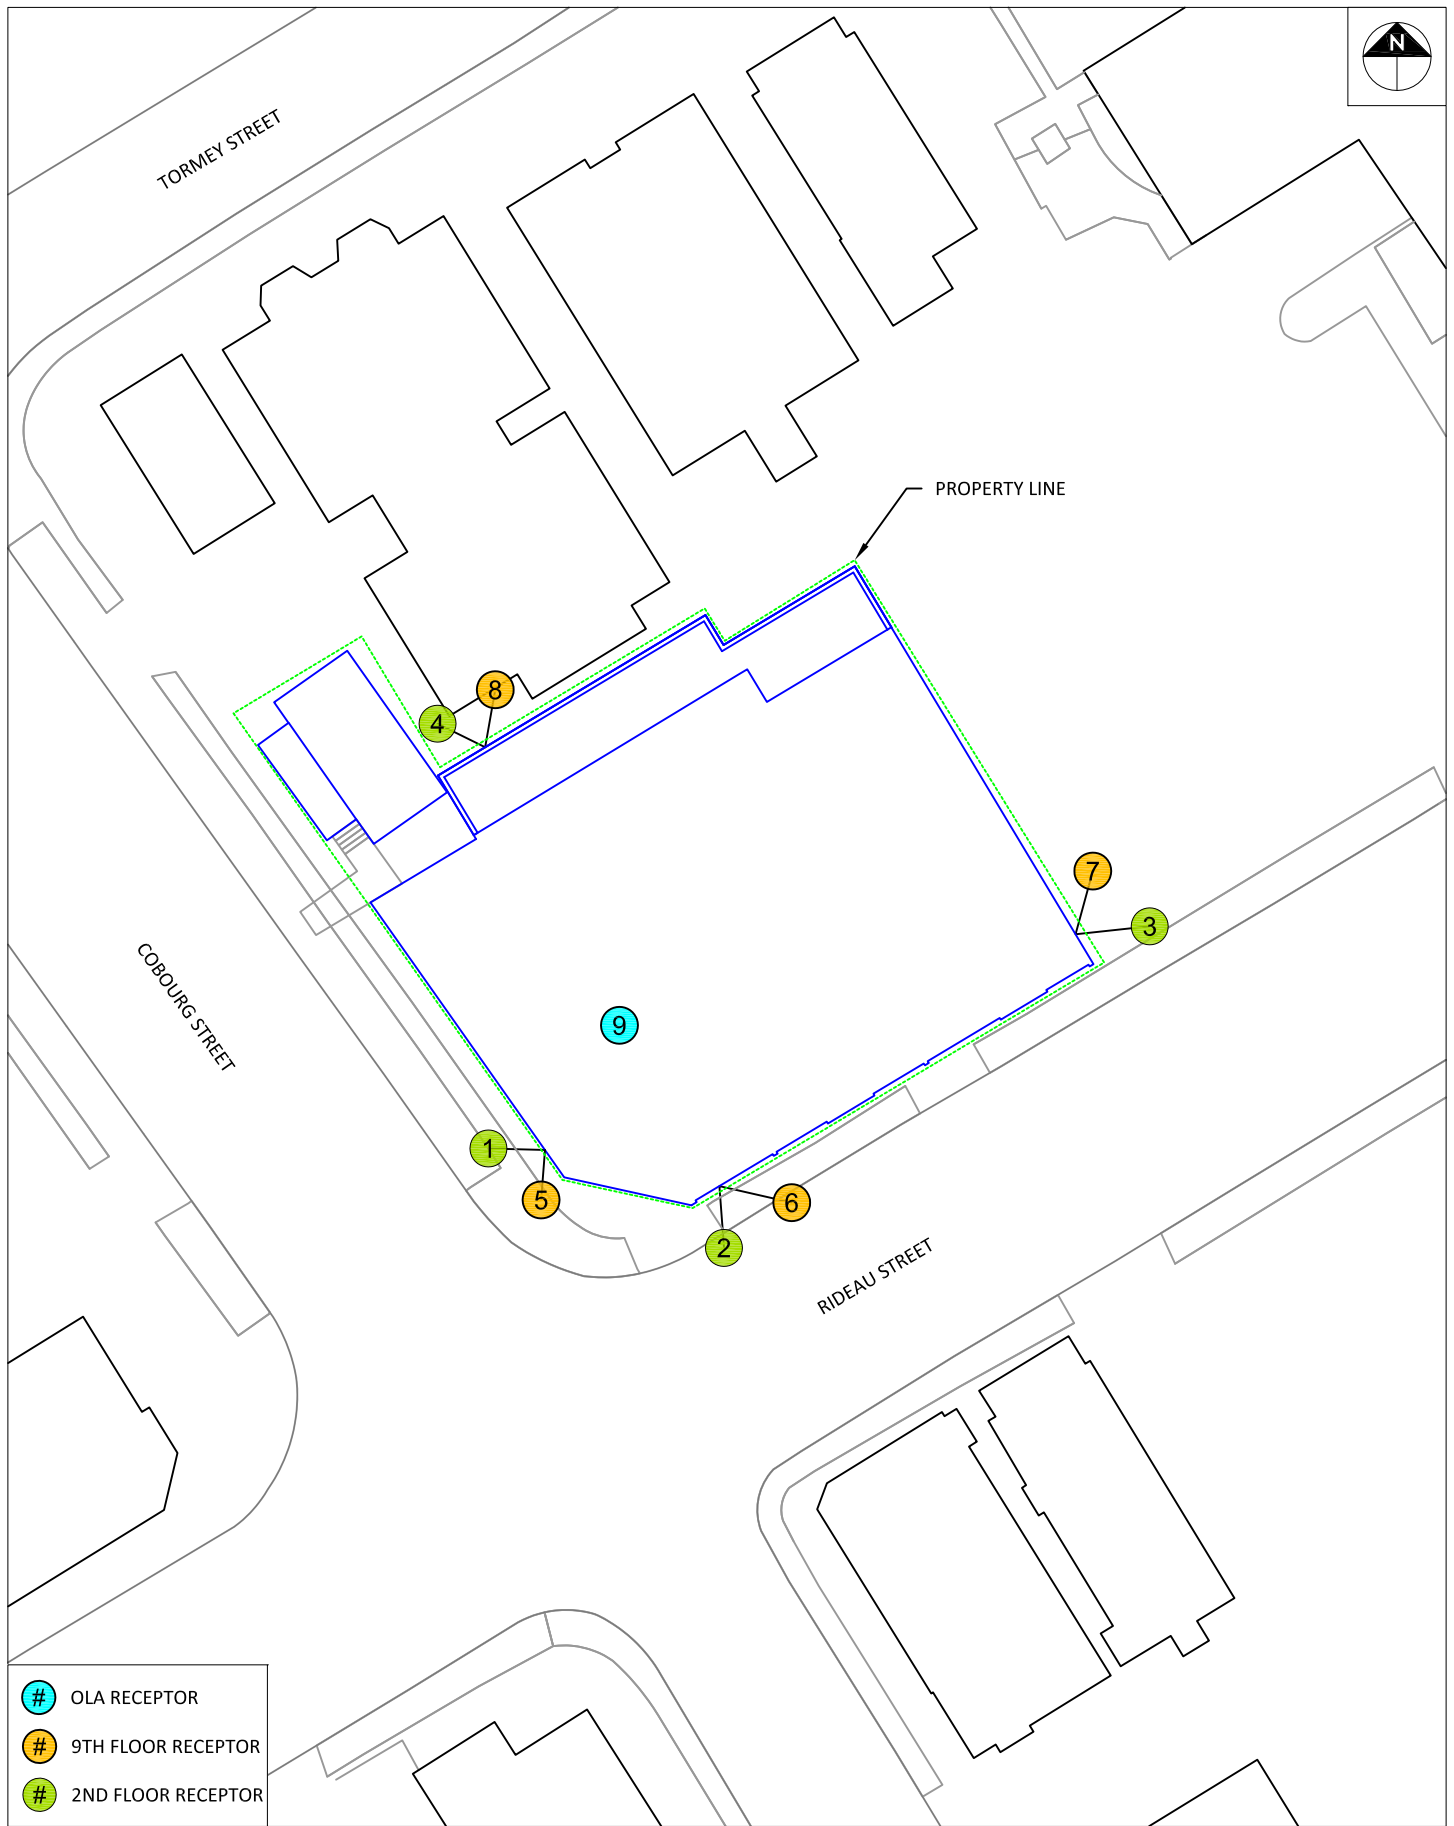 N
TORMEY STREET
PROPERTY LINE
8
4
7
3
COBOURG STREET
9
1
5
6
2
RIDEAU STREET
# OLA RECEPTOR
# 9TH FLOOR RECEPTOR
# 2ND FLOOR RECEPTOR